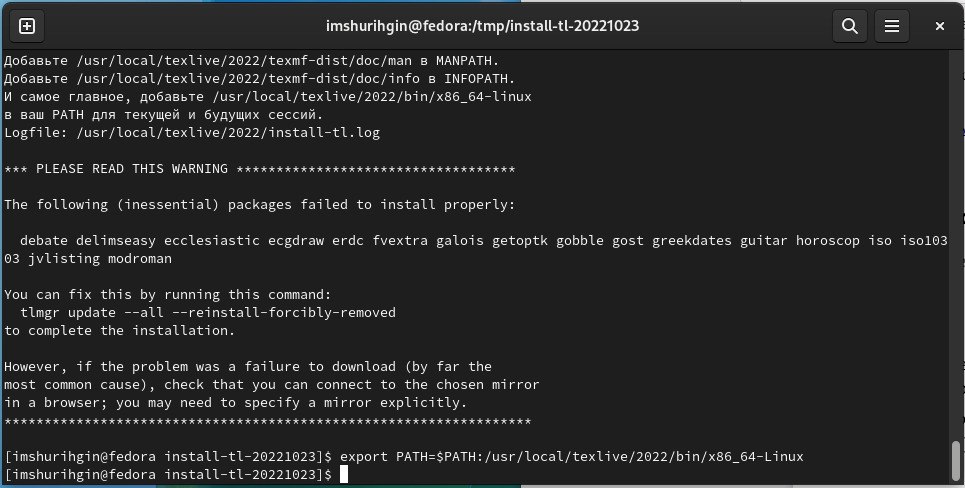 imshurihgin@fedora:/tmp/install-tl-20221023
Добавьте /usr/local/texlive/2022/texmf-dist/doc/man в MANPATH.
Добавьте /usr/local/texlive/2022/texmf-dist/doc/info в INFOPATH.
И самое главное, добавьте /usr/local/texlive/2022/bin/x86_64-linux
в ваш PATH для текущей и будущих сессий.
Logfile: /usr/local/texlive/2022/install-tl.log
*** PLEASE READ THIS WARNING ***********************************
The following (inessential) packages failed to install properly:
debate delimseasy ecclesiastic ecgdraw erdc fvextra galois getoptk gobble gost greekdates guitar horoscop iso iso103
03 jvlisting modroman
You can fix this by running this command:
tlmgr update --all --reinstall-forcibly-removed
to complete the installation.
However, if the problem was a failure to download (by far the
most common cause), check that you can connect to the chosen mirror
in a browser; you may need to specify a mirror explicitly.
******************************************************************
[imshurihgin@fedora install-tl-20221023]$ export PATH=$PATH:/usr/local/texlive/2022/bin/x86_64-Linux
[imshurihgin@fedora install-tl-20221023]$